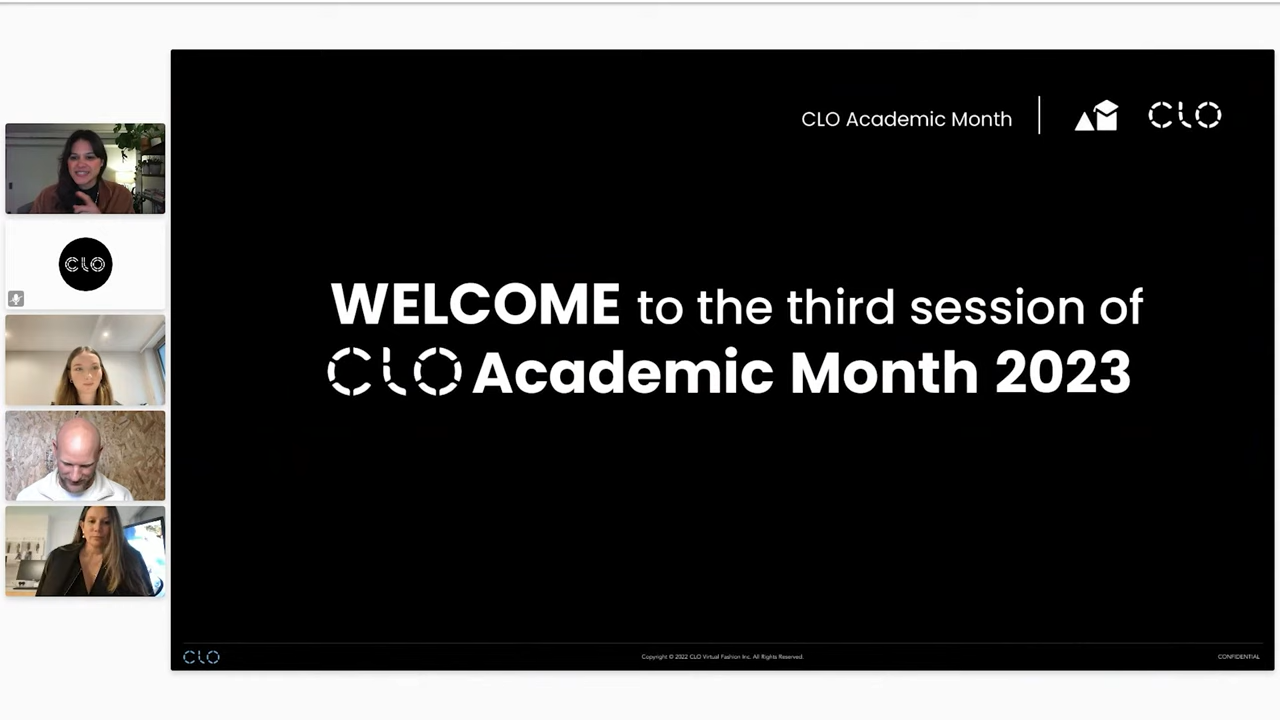 CLO Academic Month
CLO
CLO
WELCOME to the third session of
CLO Academic Month 2023
CLO
Copyright © 2022 CLO Virtual Fashion Inc. All Rights Reserved.
CONFIDENTIAL